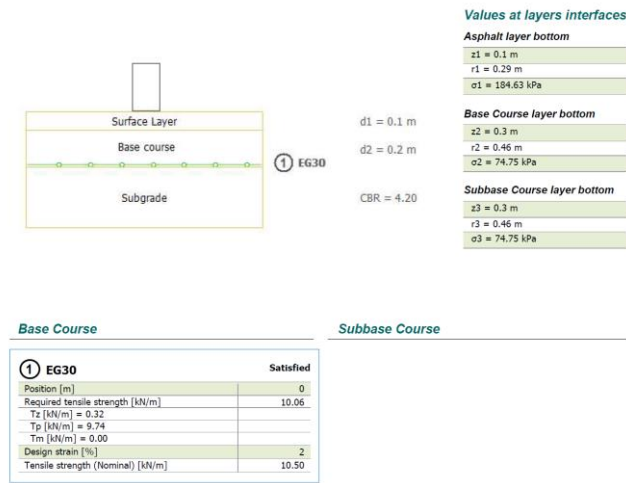 Values at layers interfaces
Asphalt layer bottom
z1 = 0.1 m
r1 = 0.29 m
σ1 = 184.63 kPa
Base Course layer bottom
z2 = 0.3 m
r2 = 0.46 m
σ2 = 74.75 kPa
Subbase Course layer bottom
z3 = 0.3 m
r3 = 0.46 m
σ3 = 74.75 kPa
Surface Layer d1 = 0.1 m
Base course d2 = 0.2 m
1 EG30
Subgrade CBR = 4.20
Base Course Subbase Course
1 EG30 Satisfied
Position [m] 0
Required tensile strength [kN/m] 10.06
Tz [kN/m] = 0.32
Tp [kN/m] = 9.74
Tm [kN/m] = 0.00
Design strain [%] 2
Tensile strength (Nominal) [kN/m] 10.50